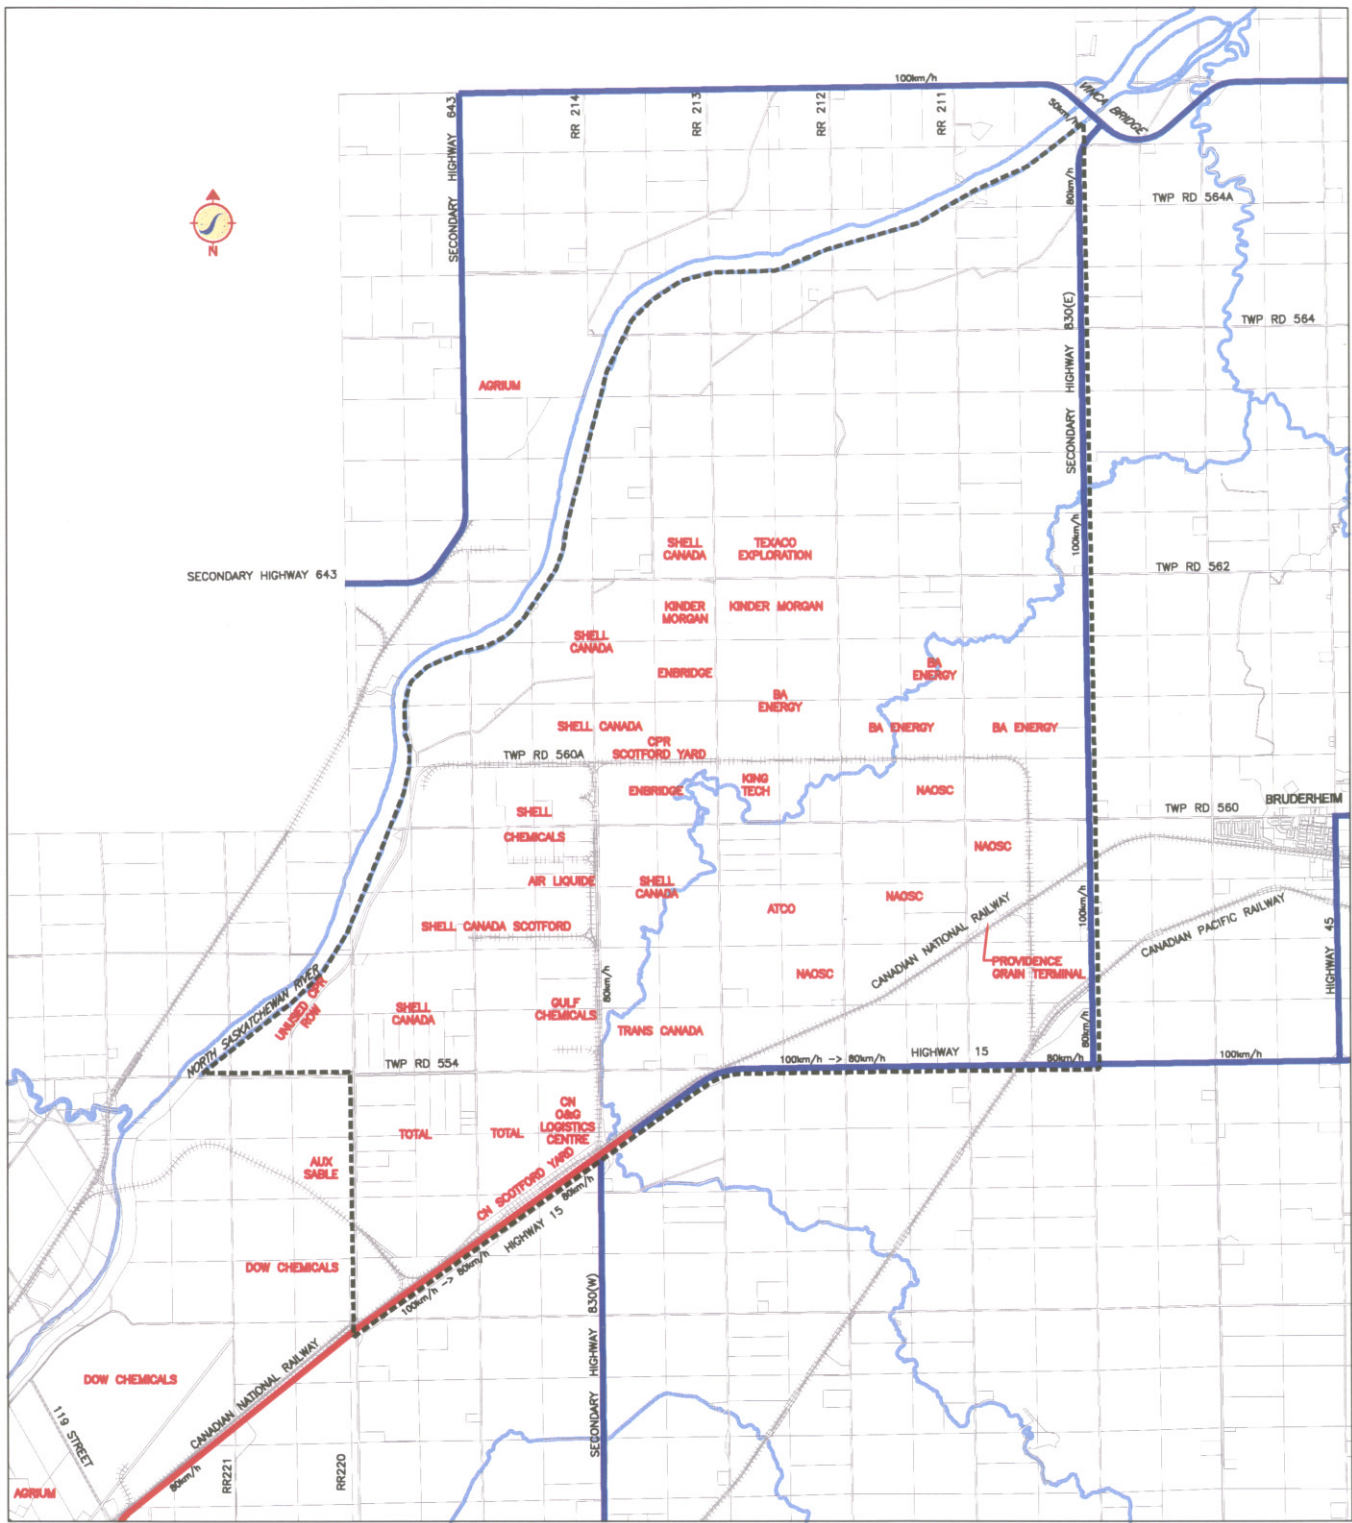 100km/h
VINCA BRIDGE
50km/h
SECONDARY HIGHWAY 643
RR 214
RR 213
RR 212
RR 211
80km/h
TWP RD 564A
N
SECONDARY HIGHWAY 830(E)
TWP RD 564
AGRIUM
SHELL
CANADA
TEXACO
EXPLORATION
100km/h
TWP RD 562
SECONDARY HIGHWAY 643
KINDER
MORGAN
KINDER MORGAN
SHELL
CANADA
ENBRIDGE
BA
ENERGY
BA
ENERGY
SHELL CANADA
BA ENERGY
BA ENERGY
CPR
SCOTFORD YARD
TWP RD 560A
ENBRIDGE
KING
TECH
NAOSC
TWP RD 560
BRUDERHEIM
SHELL
CHEMICALS
NAOSC
AIR LIQUIDE
SHELL
CANADA
NAOSC
ATCO
100km/h
SHELL CANADA SCOTFORD
CANADIAN NATIONAL RAILWAY
CANADIAN PACIFIC RAILWAY
HIGHWAY 45
PROVIDENCE
GRAIN TERMINAL
NAOSC
80km/h
NORTH SASKATCHEWAN RIVER
UNUSED CPR
ROW
SHELL
CANADA
GULF
CHEMICALS
TRANS CANADA
80km/h
TWP RD 554
100km/h -> 80km/h
HIGHWAY 15
80km/h
100km/h
CN
O&G
LOGISTICS
CENTRE
TOTAL
TOTAL
AUX
SABLE
CN SCOTFORD YARD
80km/h
HIGHWAY 15
100km/h -> 80km/h
DOW CHEMICALS
SECONDARY HIGHWAY 830(W)
DOW CHEMICALS
CANADIAN NATIONAL RAILWAY
119 STREET
80km/h
RR221
RR220
AGRIUM